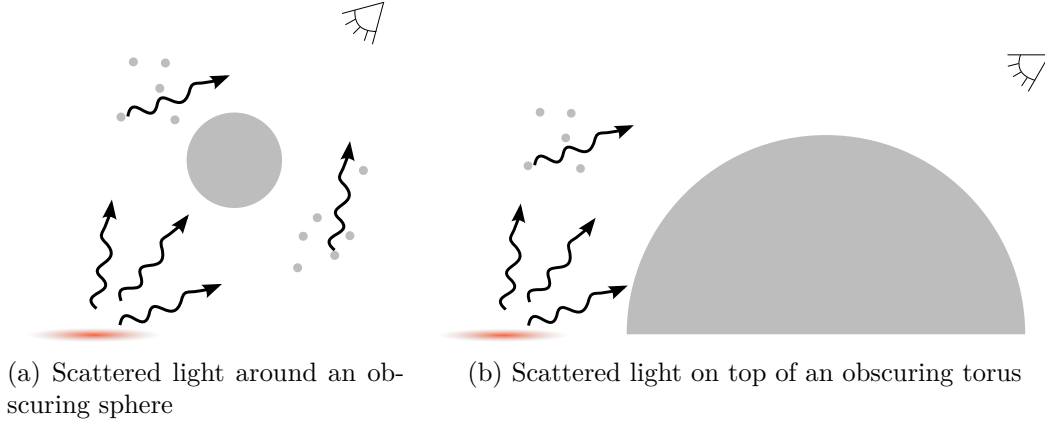 (a) Scattered light around an ob-
scuring sphere
(b) Scattered light on top of an obscuring torus